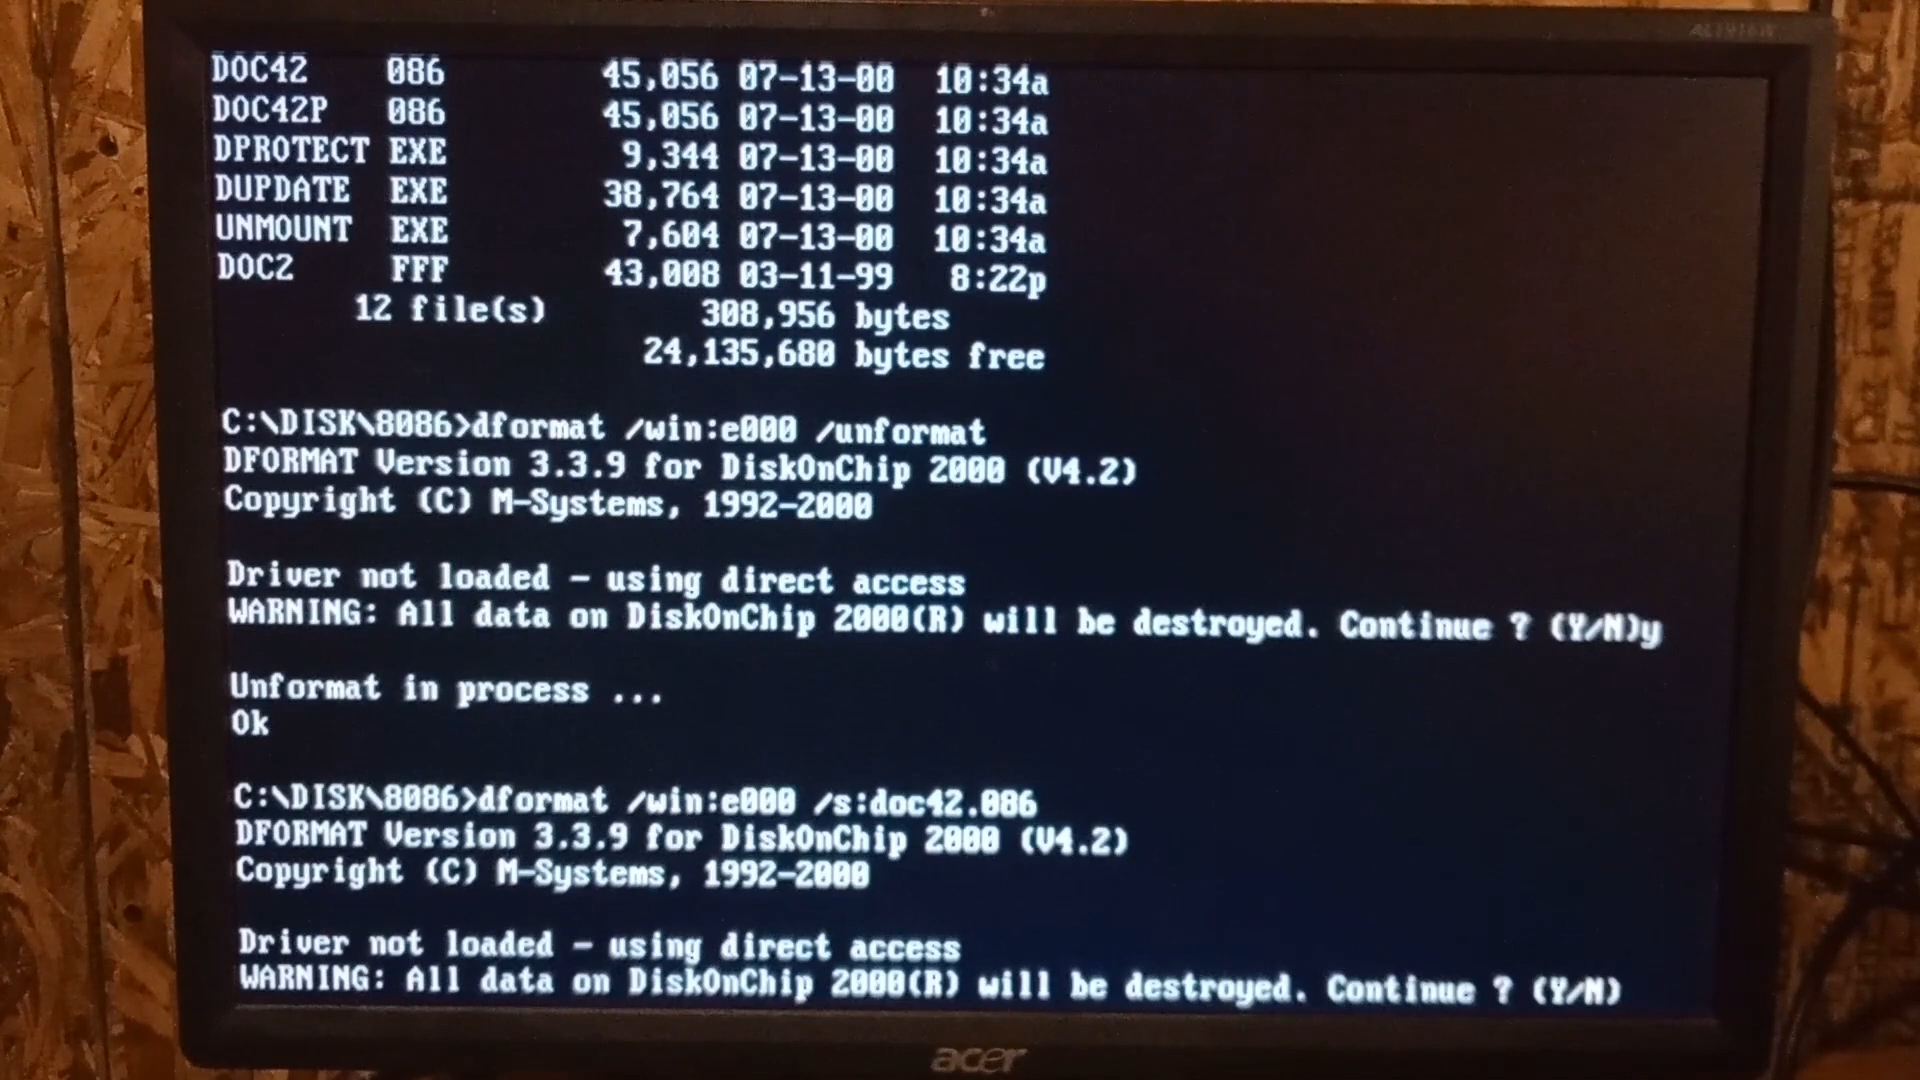 DOC42    086        45,056 07-13-00  10:34a
DOC42P   086        45,056 07-13-00  10:34a
DPROTECT EXE         9,344 07-13-00  10:34a
DUPDATE  EXE        38,764 07-13-00  10:34a
UNMOUNT  EXE         7,604 07-13-00  10:34a
DOC2     FFF        43,008 03-11-99   8:22p
       12 file(s)        308,956 bytes
                      24,135,680 bytes free
C:\DISK\8086>dformat /win:e000 /unformat
DFORMAT Version 3.3.9 for DiskOnChip 2000 (V4.2)
Copyright (C) M-Systems, 1992-2000
Driver not loaded - using direct access
WARNING: All data on DiskOnChip 2000(R) will be destroyed. Continue ? (Y/N)y
Unformat in process ...
Ok
C:\DISK\8086>dformat /win:e000 /s:doc42.086
DFORMAT Version 3.3.9 for DiskOnChip 2000 (V4.2)
Copyright (C) M-Systems, 1992-2000
Driver not loaded - using direct access
WARNING: All data on DiskOnChip 2000(R) will be destroyed. Continue ? (Y/N)
acer